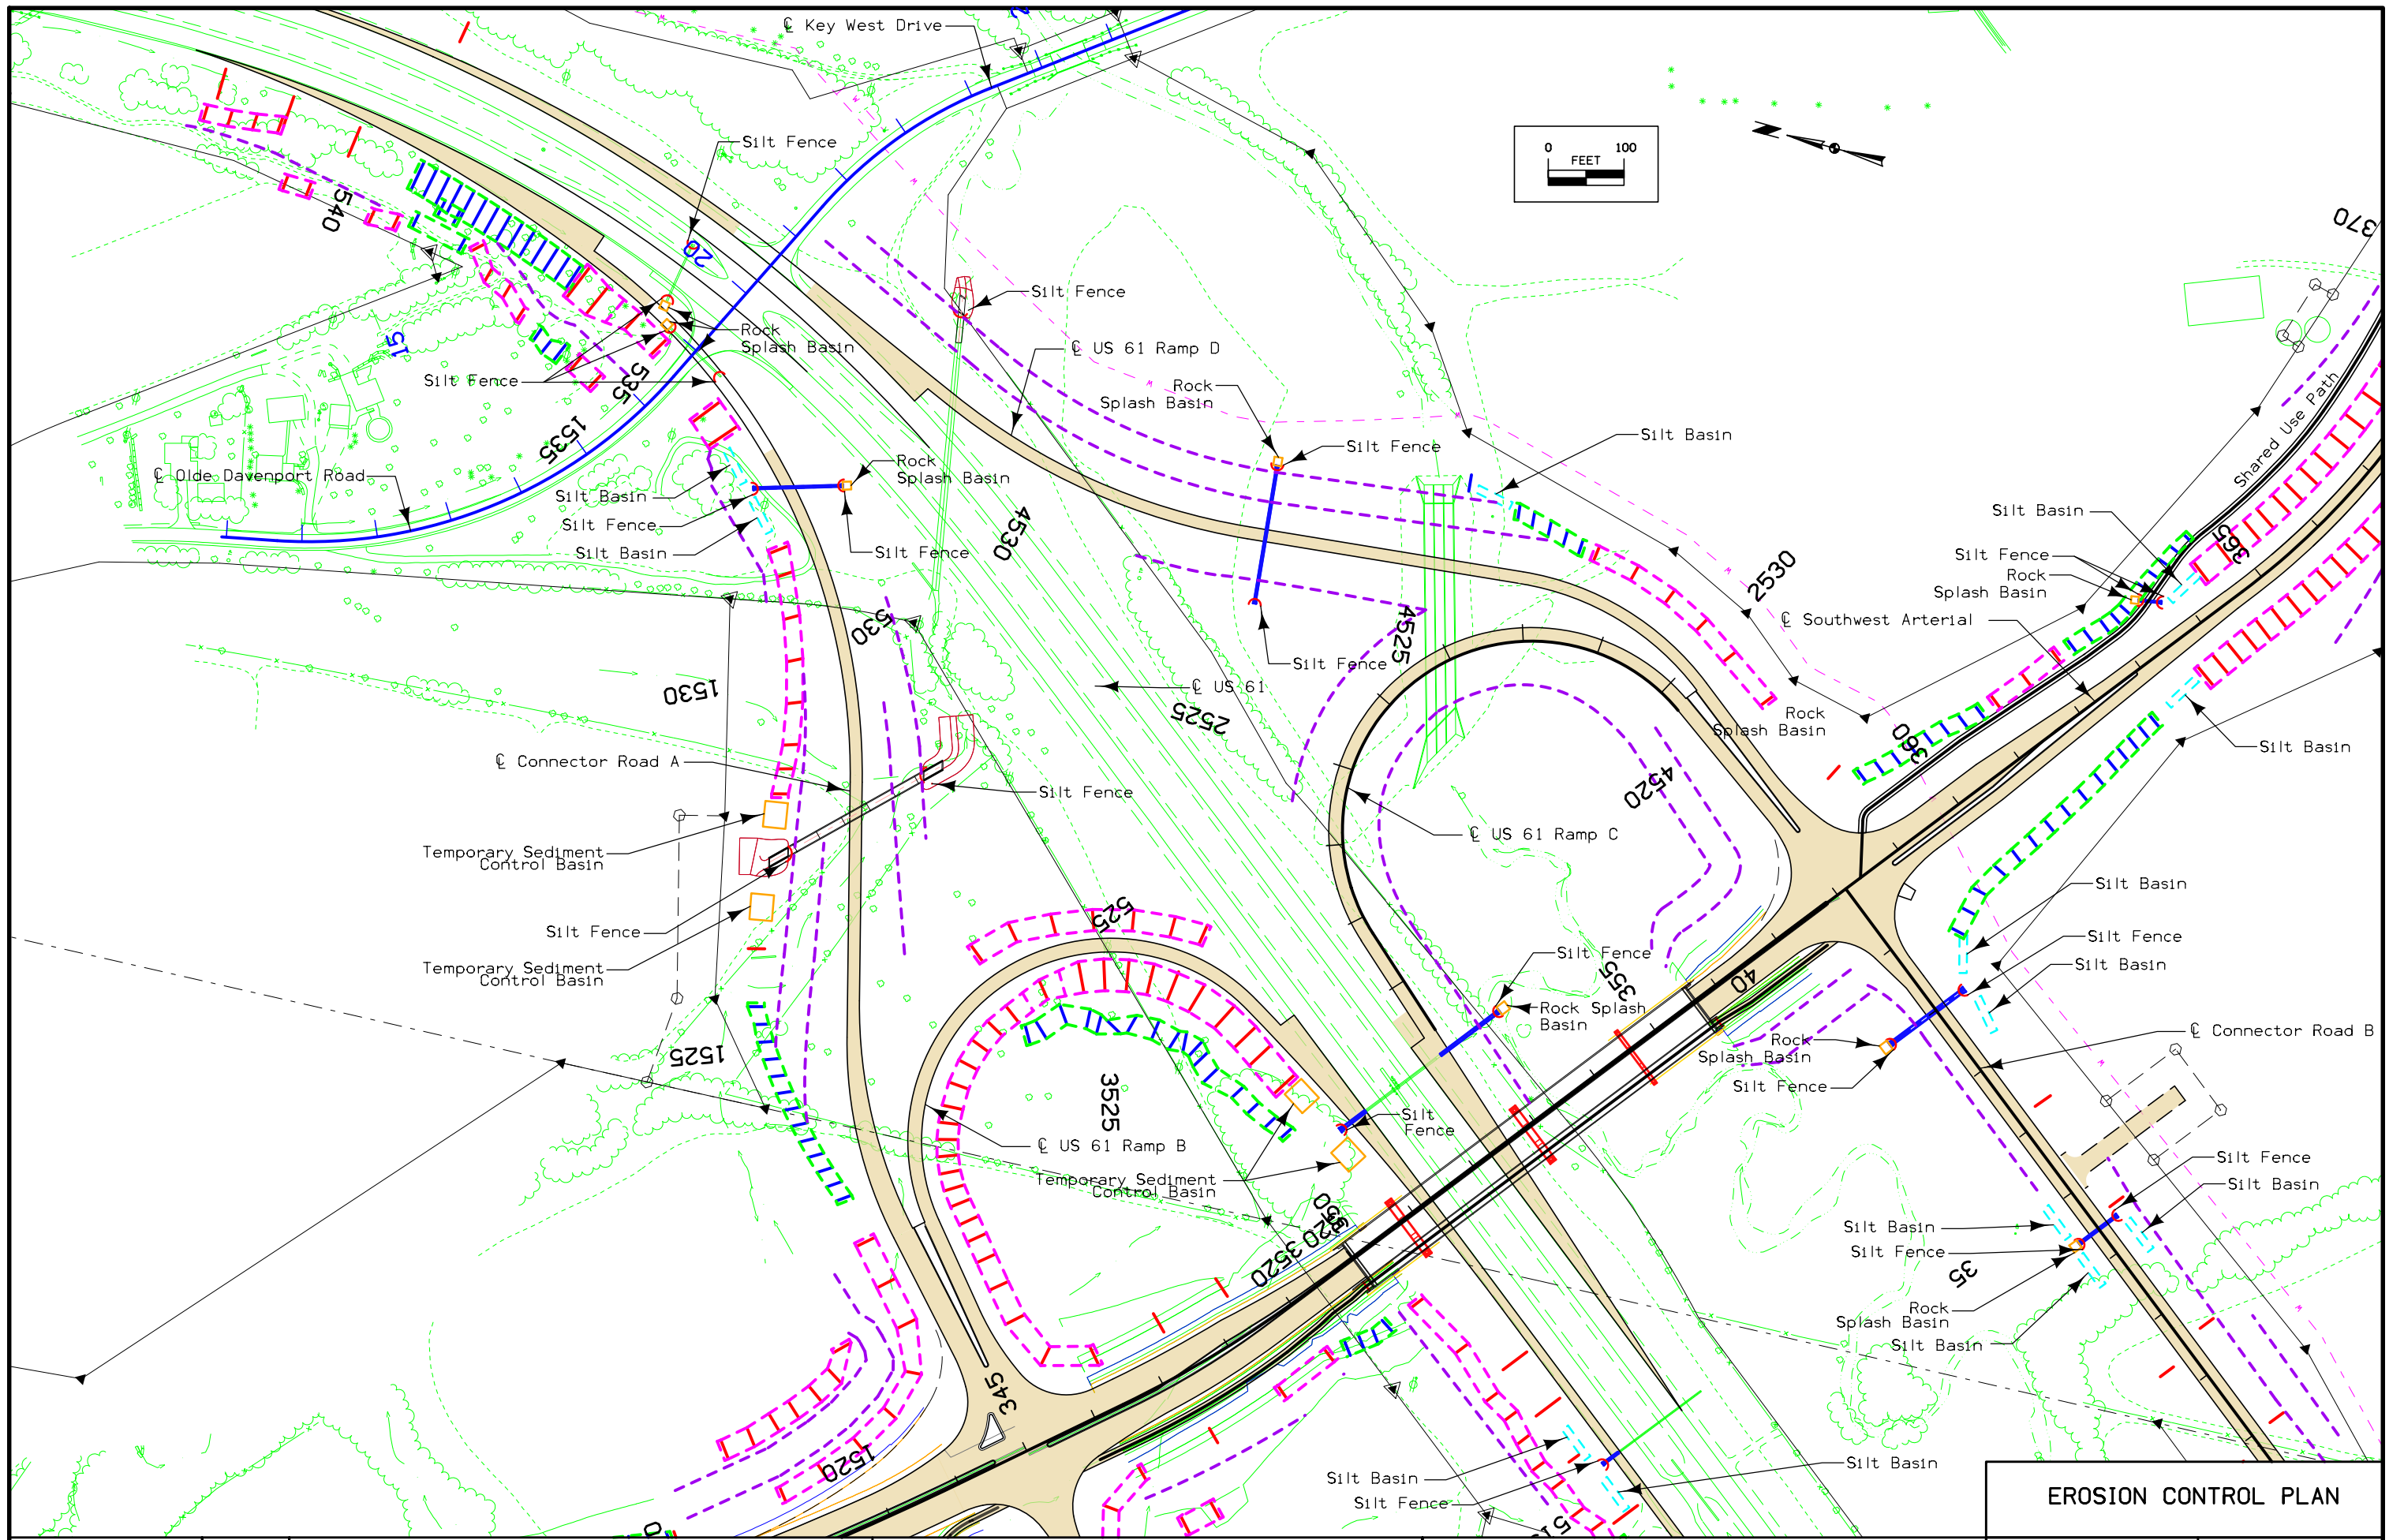 ℄ Key West Drive
Silt Fence
0 100
FEET
370
540
20
Silt Fence
15
Rock
Splash Basin
℄ US 61 Ramp D
Silt Fence
535
Rock
Splash Basin
Shared Use Path
1535
Silt Fence
Silt Basin
℄ Olde Davenport Road
Rock
Splash Basin
Silt Basin
Silt Fence
Silt Basin
Silt Fence
4530
Silt Basin
365
Silt Fence
Rock
Splash Basin
2530
530
4525
℄ Southwest Arterial
Silt Fence
1530
℄ US 61
2525
Rock
Splash Basin
360
Silt Basin
℄ Connector Road A
Silt Fence
4520
℄ US 61 Ramp C
Temporary Sediment
Control Basin
Silt Basin
525
Silt Fence
Silt Fence
Silt Fence
Silt Basin
Temporary Sediment
Control Basin
355
40
Rock Splash
Basin
℄ Connector Road B
Rock
Splash Basin
1525
Silt Fence
3525
Silt
Fence
℄ US 61 Ramp B
Silt Fence
Temporary Sediment
Control Basin
Silt Basin
350
520
3520
Silt Basin
Silt Fence
35
Rock
Splash Basin
Silt Basin
345
1520
Silt Basin
Silt Basin
Silt Fence
EROSION CONTROL PLAN